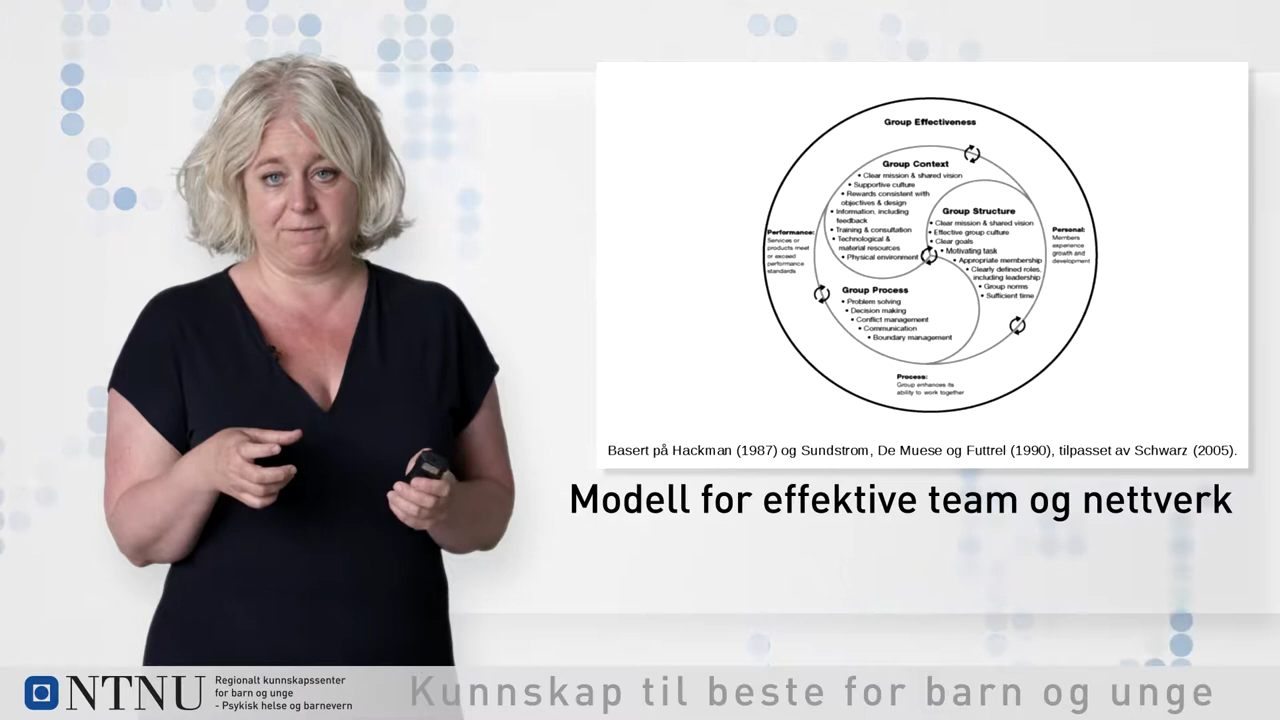 Group Effectiveness
Group Context
• Clear mission & shared vision
• Supportive culture
• Rewards consistent with
objectives & design
• Information, including
feedback
• Training & consultation
• Technological &
material resources
• Physical environment
Group Structure
• Clear mission & shared vision
• Effective group culture
• Clear goals
• Motivating task
• Appropriate membership
• Clearly defined roles,
including leadership
• Group norms
• Sufficient time
Performance:
Services or
products meet
or exceed
performance
standards
Personal:
Members
experience
growth and
development
Group Process
• Problem solving
• Decision making
• Conflict management
• Communication
• Boundary management
Process:
Group enhances its
ability to work together
Basert på Hackman (1987) og Sundstrom, De Muese og Futtrel (1990), tilpasset av Schwarz (2005).
Modell for effektive team og nettverk
NTNU
Regionalt kunnskapssenter
for barn og unge
- Psykisk helse og barnevern
Kunnskap til beste for barn og unge